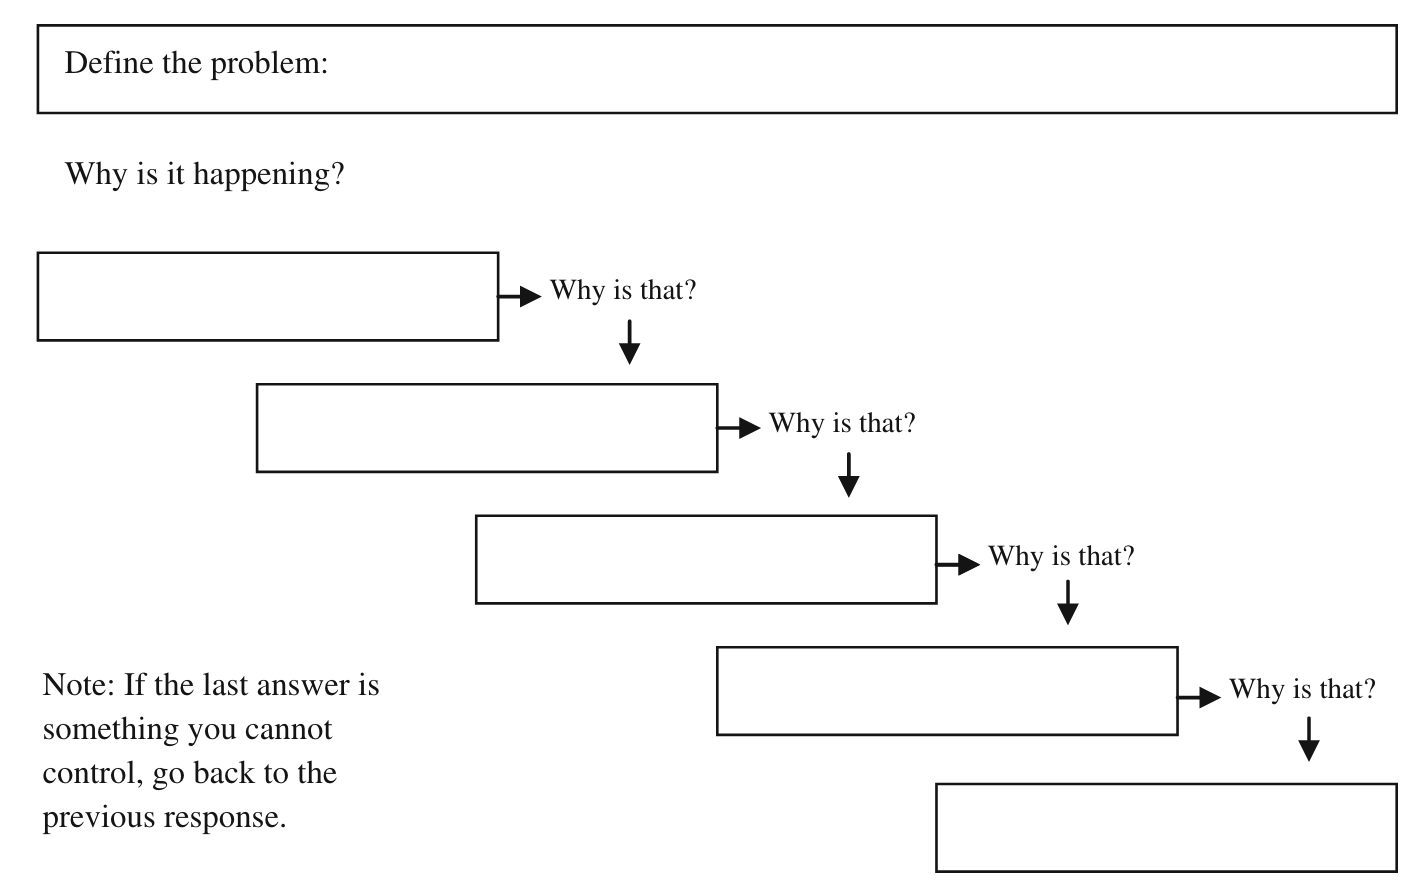 Define the problem:
Why is it happening?
Why is that?
Why is that?
Why is that?
Why is that?
Note: If the last answer is
something you cannot
control, go back to the
previous response.